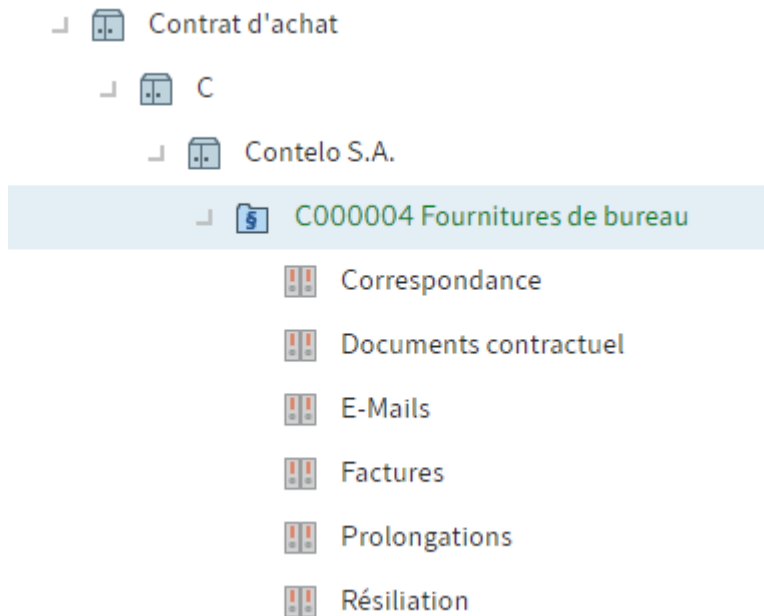 Contrat d'achat
C
Contelo S.A.
C000004 Fournitures de bureau
Correspondance
Documents contractuel
E-Mails
Factures
Prolongations
Résiliation